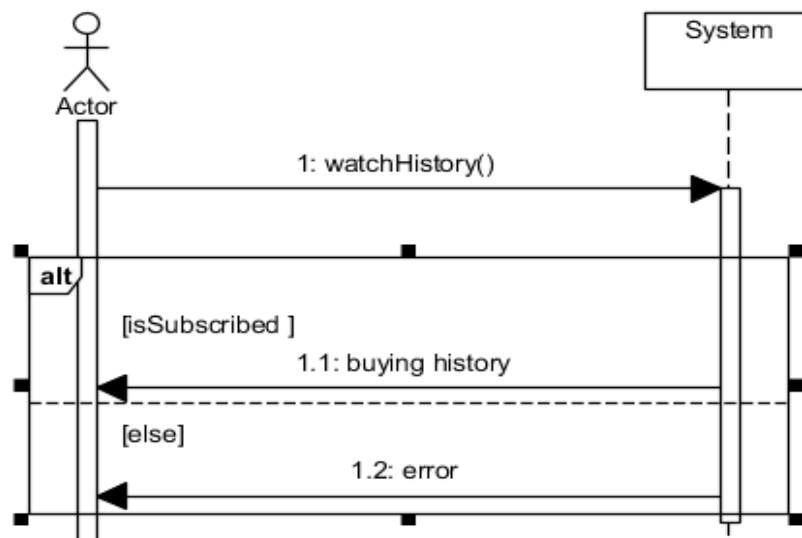 System
Actor
1: watchHistory()
alt
[isSubscribed ]
1.1: buying history
[else]
1.2: error